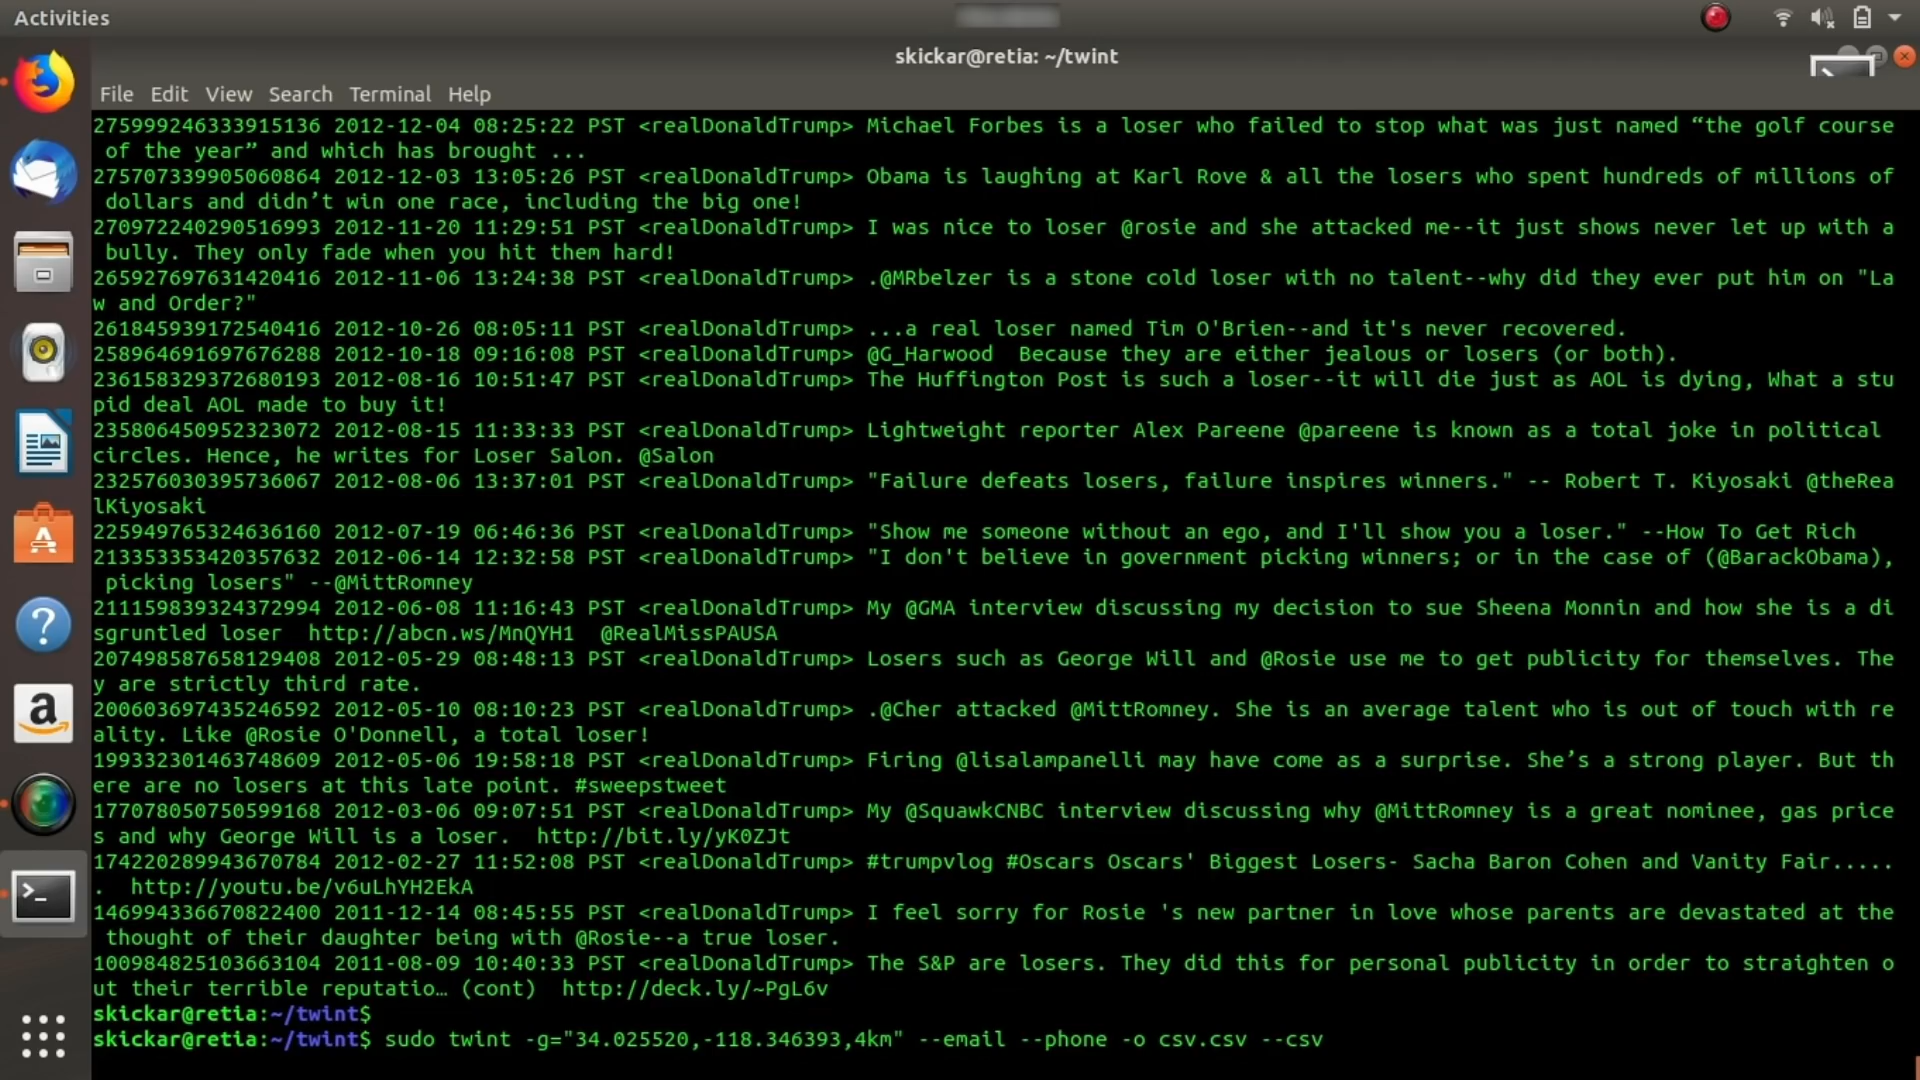 Activities
skickar@retia: ~/twint
File Edit View Search Terminal Help
275999246333915136 2012-12-04 08:25:22 PST <realDonaldTrump> Michael Forbes is a loser who failed to stop what was just named “the golf course
of the year” and which has brought ...
275707339905060864 2012-12-03 13:05:26 PST <realDonaldTrump> Obama is laughing at Karl Rove & all the losers who spent hundreds of millions of
dollars and didn’t win one race, including the big one!
270972240290516993 2012-11-20 11:29:51 PST <realDonaldTrump> I was nice to loser @rosie and she attacked me--it just shows never let up with a
bully. They only fade when you hit them hard!
265927697631420416 2012-11-06 13:24:38 PST <realDonaldTrump> .@MRbelzer is a stone cold loser with no talent--why did they ever put him on "La
w and Order?"
261845939172540416 2012-10-26 08:05:11 PST <realDonaldTrump> ...a real loser named Tim O'Brien--and it's never recovered.
258964691697676288 2012-10-18 09:16:08 PST <realDonaldTrump> @G_Harwood  Because they are either jealous or losers (or both).
236158329372680193 2012-08-16 10:51:47 PST <realDonaldTrump> The Huffington Post is such a loser--it will die just as AOL is dying, What a stu
pid deal AOL made to buy it!
235806450952323072 2012-08-15 11:33:33 PST <realDonaldTrump> Lightweight reporter Alex Pareene @pareene is known as a total joke in political
circles. Hence, he writes for Loser Salon. @Salon
232576030395736067 2012-08-06 13:37:01 PST <realDonaldTrump> "Failure defeats losers, failure inspires winners." -- Robert T. Kiyosaki @theRea
lKiyosaki
225949765324636160 2012-07-19 06:46:36 PST <realDonaldTrump> "Show me someone without an ego, and I'll show you a loser." --How To Get Rich
213353353420357632 2012-06-14 12:32:58 PST <realDonaldTrump> "I don't believe in government picking winners; or in the case of (@BarackObama),
picking losers" --@MittRomney
211159839324372994 2012-06-08 11:16:43 PST <realDonaldTrump> My @GMA interview discussing my decision to sue Sheena Monnin and how she is a di
sgruntled loser  http://abcn.ws/MnQYH1  @RealMissPAUSA
207498587658129408 2012-05-29 08:48:13 PST <realDonaldTrump> Losers such as George Will and @Rosie use me to get publicity for themselves. The
y are strictly third rate.
200603697435246592 2012-05-10 08:10:23 PST <realDonaldTrump> .@Cher attacked @MittRomney. She is an average talent who is out of touch with re
ality. Like @Rosie O'Donnell, a total loser!
199332301463748609 2012-05-06 19:58:18 PST <realDonaldTrump> Firing @lisalampanelli may have come as a surprise. She’s a strong player. But th
ere are no losers at this late point. #sweepstweet
177078050750599168 2012-03-06 09:07:51 PST <realDonaldTrump> My @SquawkCNBC interview discussing why @MittRomney is a great nominee, gas price
s and why George Will is a loser.  http://bit.ly/yK0ZJt
174220289943670784 2012-02-27 11:52:08 PST <realDonaldTrump> #trumpvlog #Oscars Oscars' Biggest Losers- Sacha Baron Cohen and Vanity Fair.....
.  http://youtu.be/v6uLhYH2EkA
146994336670822400 2011-12-14 08:45:55 PST <realDonaldTrump> I feel sorry for Rosie 's new partner in love whose parents are devastated at the
thought of their daughter being with @Rosie--a true loser.
100984825103663104 2011-08-09 10:40:33 PST <realDonaldTrump> The S&P are losers. They did this for personal publicity in order to straighten o
ut their terrible reputatio… (cont)  http://deck.ly/~PgL6v
skickar@retia:~/twint$
skickar@retia:~/twint$ sudo twint -g="34.025520,-118.346393,4km" --email --phone -o csv.csv --csv